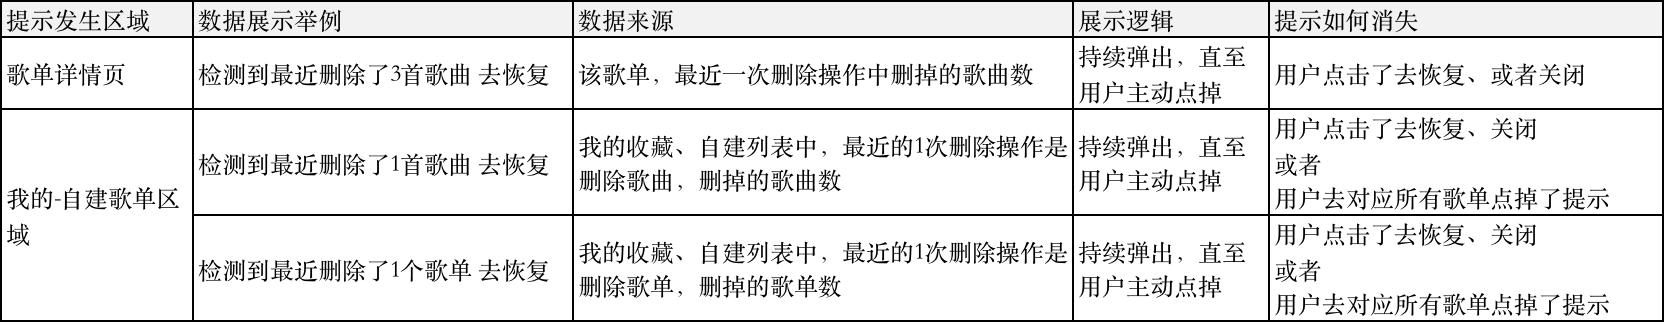 提示发生区域
数据展示举例
数据来源
展示逻辑
提示如何消失
歌单详情页
检测到最近删除了3首歌曲 去恢复
该歌单，最近一次删除操作中删掉的歌曲数
持续弹出，直至
用户主动点掉
用户点击了去恢复、或者关闭
我的-自建歌单区
域
检测到最近删除了1首歌曲 去恢复
我的收藏、自建列表中，最近的1次删除操作是
删除歌曲，删掉的歌曲数
持续弹出，直至
用户主动点掉
用户点击了去恢复、关闭
或者
用户去对应所有歌单点掉了提示
检测到最近删除了1个歌单 去恢复
我的收藏、自建列表中，最近的1次删除操作是
删除歌单，删掉的歌单数
持续弹出，直至
用户主动点掉
用户点击了去恢复、关闭
或者
用户去对应所有歌单点掉了提示